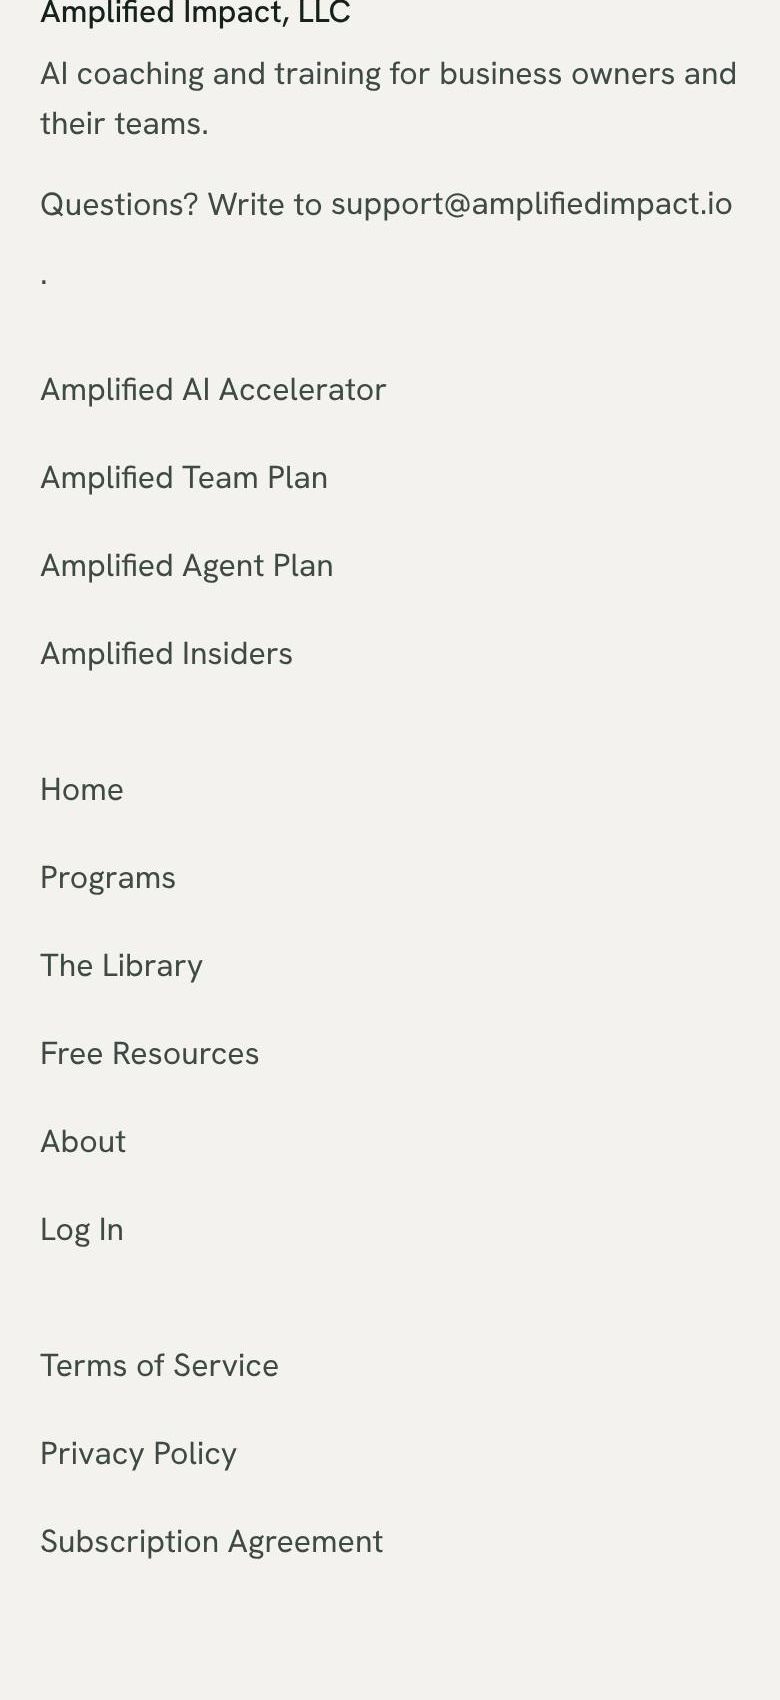 Amplified Impact, LLC
AI coaching and training for business owners and
their teams.
Questions? Write to support@amplifiedimpact.io
.
Amplified AI Accelerator
Amplified Team Plan
Amplified Agent Plan
Amplified Insiders
Home
Programs
The Library
Free Resources
About
Log In
Terms of Service
Privacy Policy
Subscription Agreement